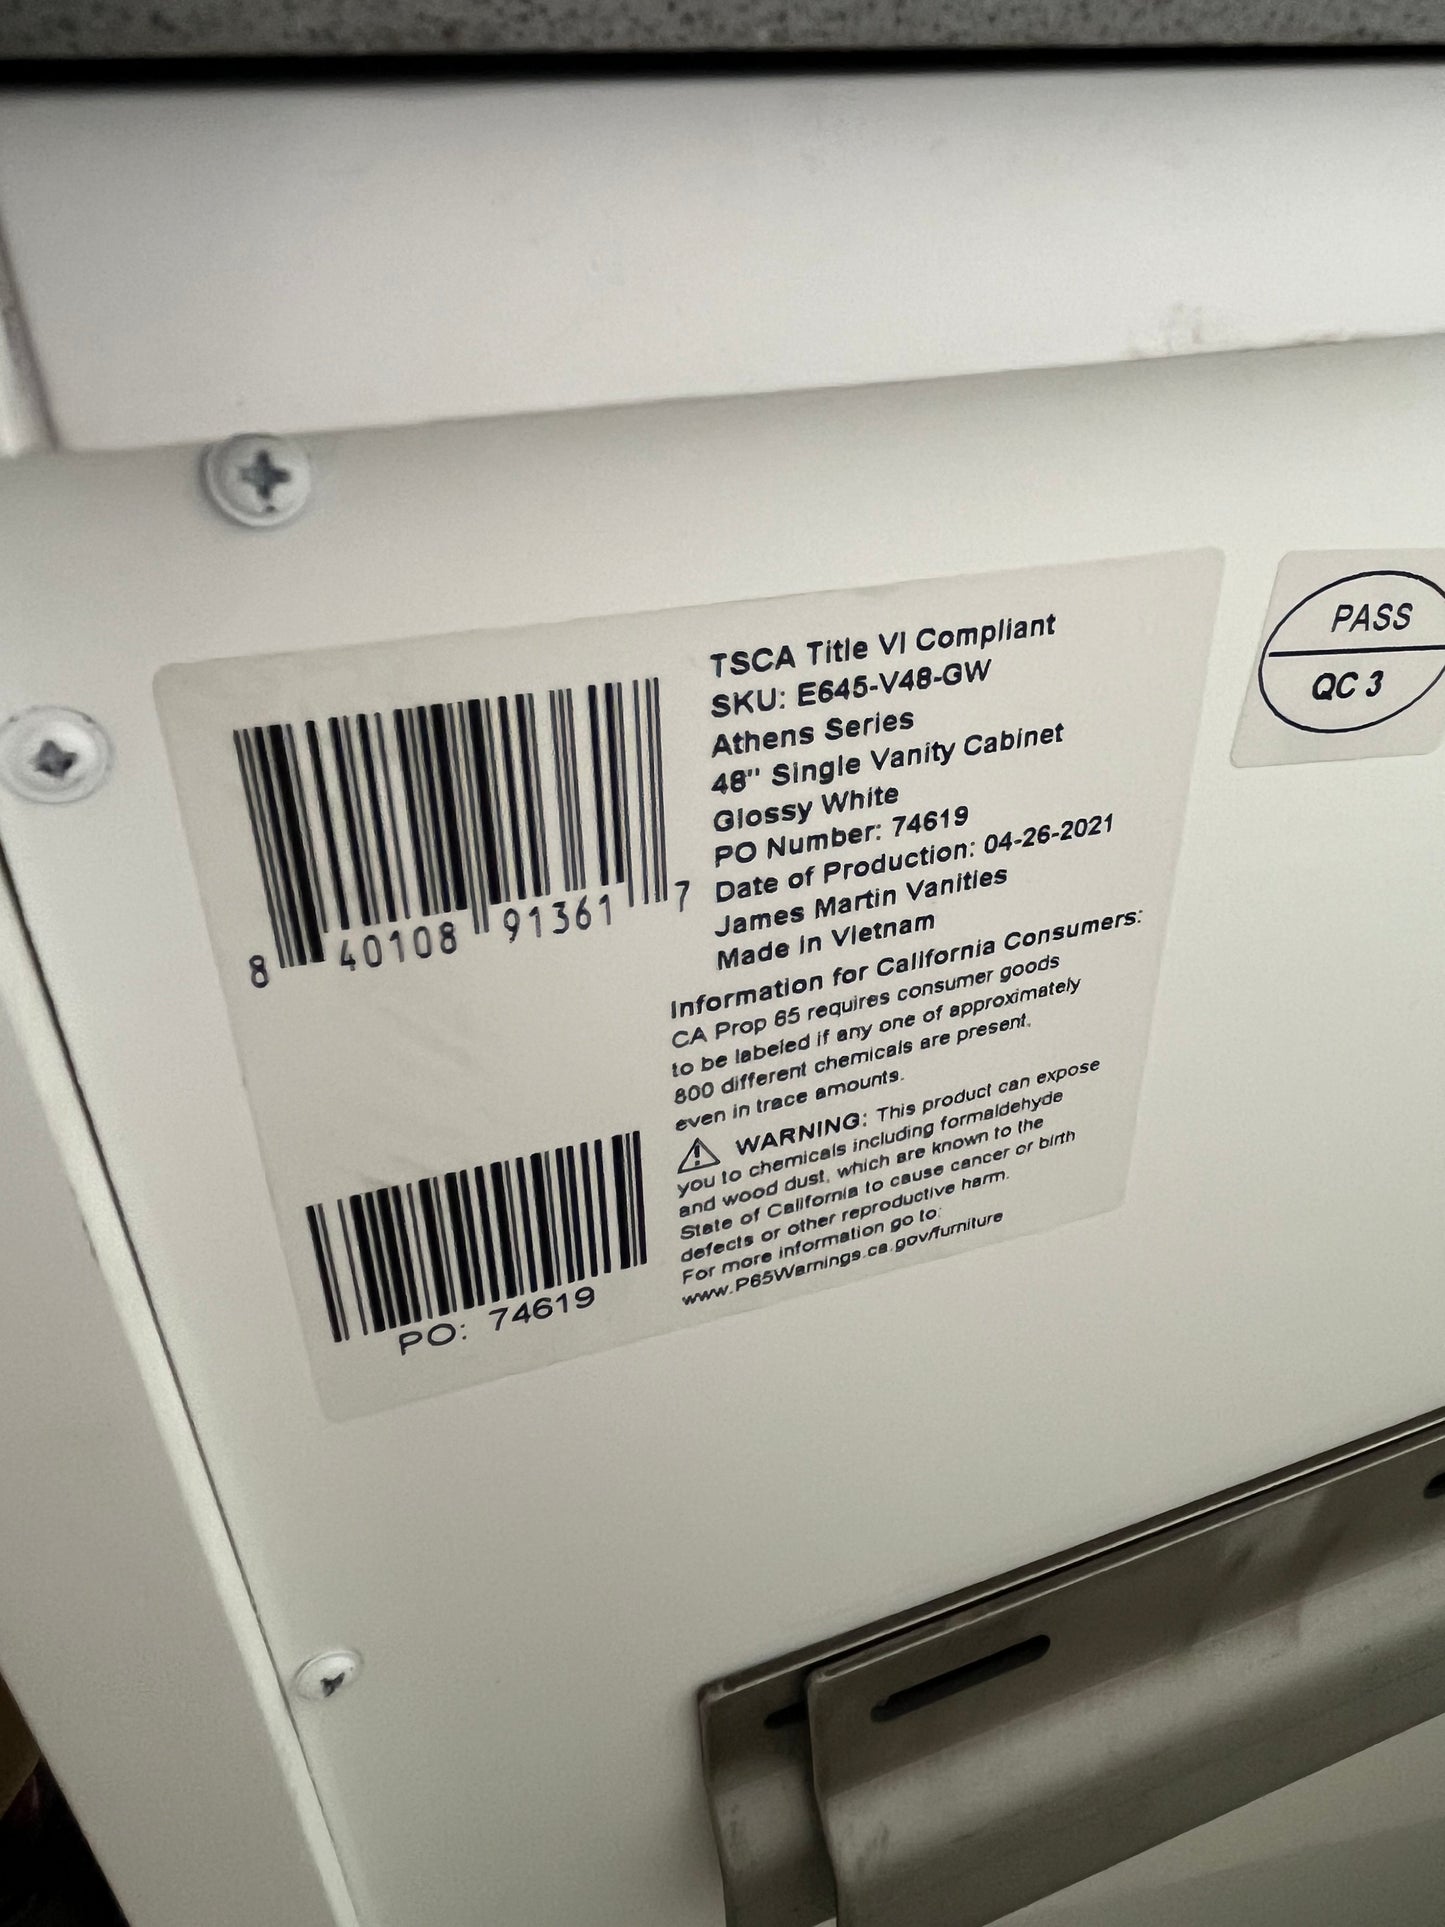 TSCA Title VI Compliant
SKU: E645-V48-GW
Athens Series
48" Single Vanity Cabinet
Glossy White
PO Number: 74619
Date of Production: 04-26-2021
James Martin Vanities
Made in Vietnam
Information for California Consumers:
CA Prop 65 requires consumer goods
to be labeled if any one of approximately
800 different chemicals are present,
even in trace amounts.
WARNING: This product can expose
you to chemicals including formaldehyde
and wood dust, which are known to the
State of California to cause cancer or birth
defects or other reproductive harm.
For more information go to:
www.P65Warnings.ca.gov/furniture
8 40108 91361 7
PO: 74619
PASS
QC 3